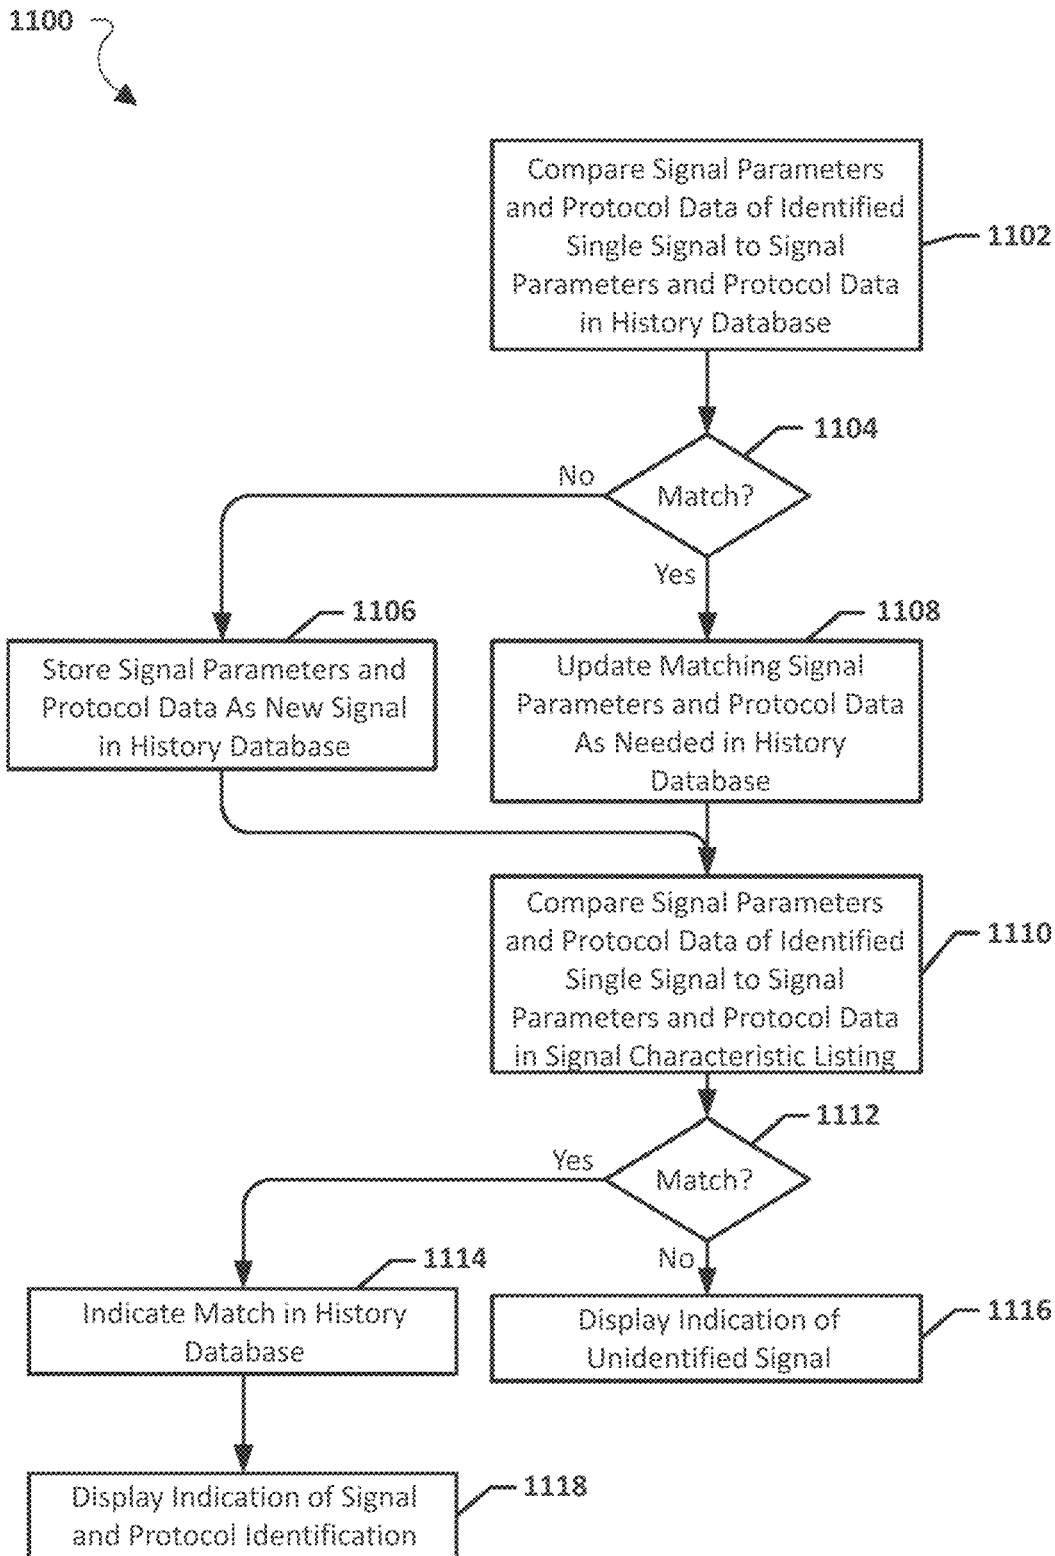 1100
Compare Signal Parameters
and Protocol Data of Identified
Single Signal to Signal
Parameters and Protocol Data
in History Database
1102
1104
Match?
No
Yes
1106
Store Signal Parameters and
Protocol Data As New Signal
in History Database
1108
Update Matching Signal
Parameters and Protocol Data
As Needed in History
Database
Compare Signal Parameters
and Protocol Data of Identified
Single Signal to Signal
Parameters and Protocol Data
in Signal Characteristic Listing
1110
1112
Match?
Yes
No
1114
Indicate Match in History
Database
Display Indication of
Unidentified Signal
1116
Display Indication of Signal
and Protocol Identification
1118